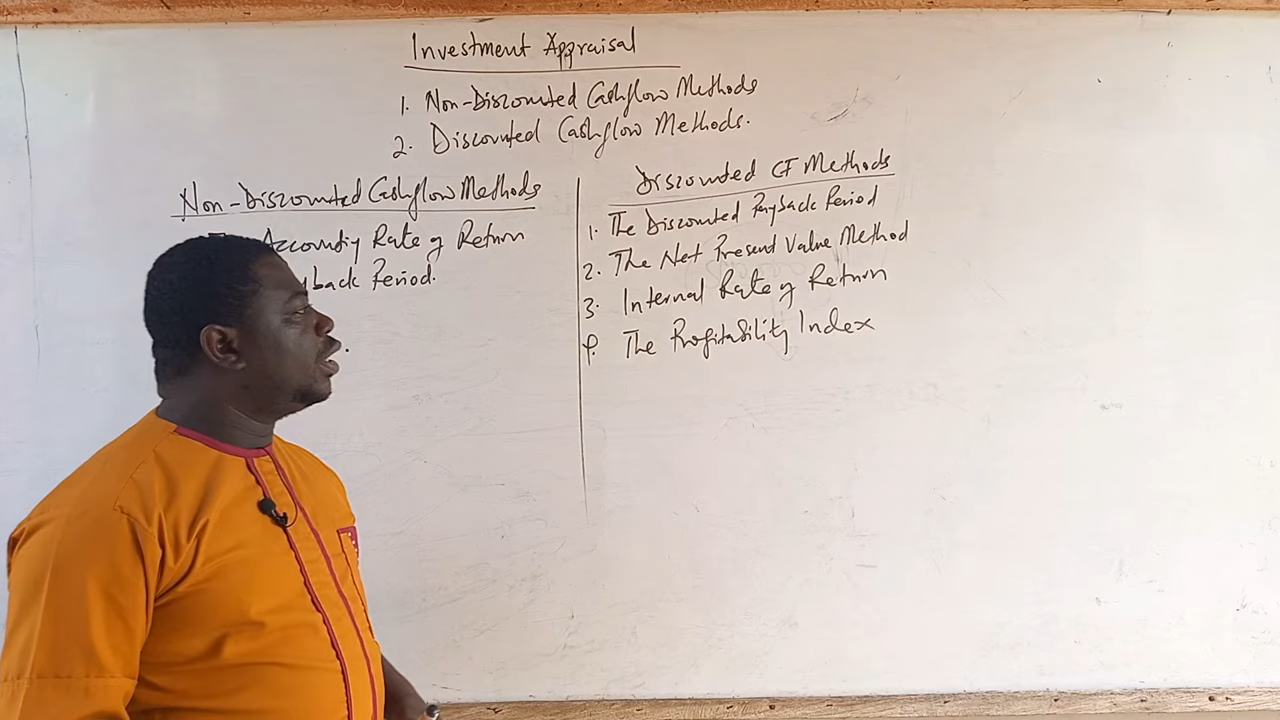 Investment Appraisal
1. Non-Discounted Cashflow Methods
2. Discounted Cashflow Methods.
Non-Discounted Cashflow Methods
Accounting Rate of Return
yback Period.
Discounted CF Methods
1. The Discounted Payback Period
2. The Net Present Value Method
3. Internal Rate of Return
4. The Profitability Index